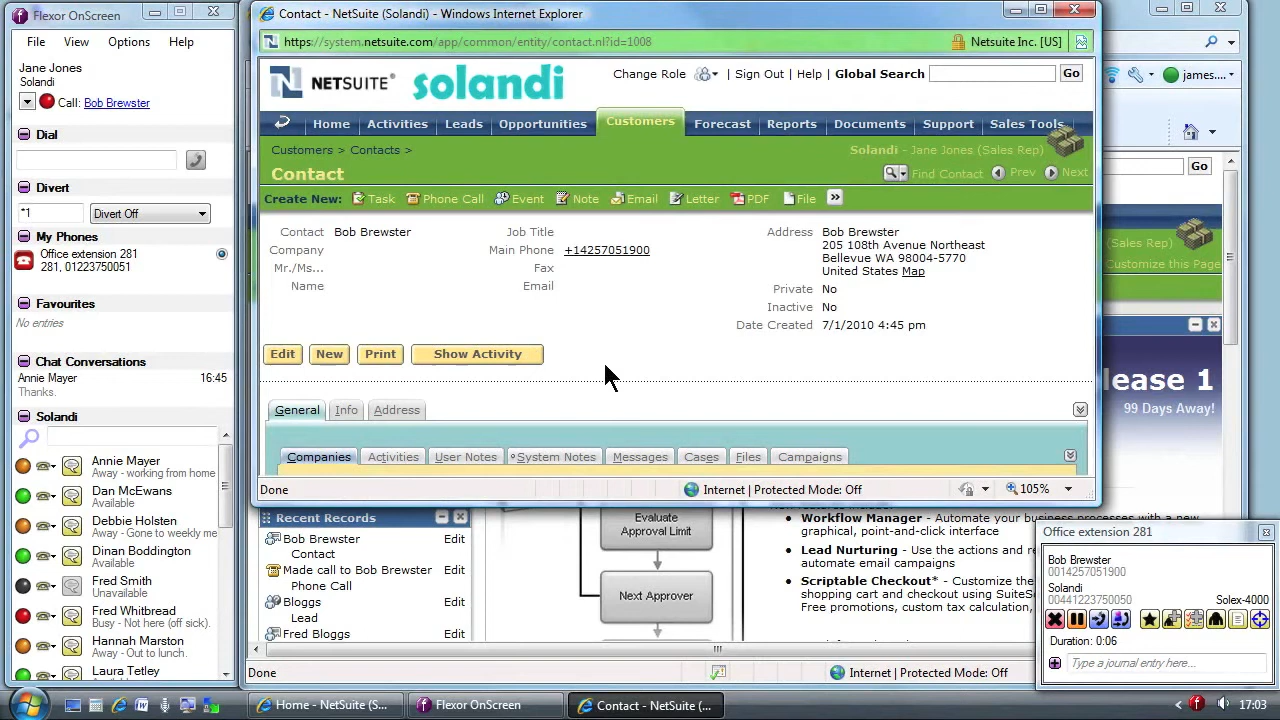 Flexor OnScreen
File View Options Help
Jane Jones
Solandi
Call: Bob Brewster
Dial
Divert
*1 Divert Off
My Phones
Office extension 281
281, 01223750051
Favourites
No entries
Chat Conversations
Annie Mayer 16:45
Thanks.
Solandi
Annie Mayer
Away - working from home
Dan McEwans
Available
Debbie Holsten
Away - Gone to weekly me
Dinan Boddington
Available
Fred Smith
Unavailable
Fred Whitbread
Busy - Not here (off sick).
Hannah Marston
Away - Out to lunch.
Laura Tetley
Contact - NetSuite (Solandi) - Windows Internet Explorer
https://system.netsuite.com/app/common/entity/contact.nl?id=1008 Netsuite Inc. [US]
NETSUITE solandi
Change Role Sign Out | Help | Global Search Go
Home Activities Leads Opportunities Customers Forecast Reports Documents Support Sales Tools
Customers > Contacts >
Solandi - Jane Jones (Sales Rep)
Contact
Find Contact Prev Next
Create New: Task Phone Call Event Note Email Letter PDF File
Contact Bob Brewster
Company
Mr./Ms...
Name
Job Title
Main Phone +14257051900
Fax
Email
Address Bob Brewster
205 108th Avenue Northeast
Bellevue WA 98004-5770
United States Map
Private No
Inactive No
Date Created 7/1/2010 4:45 pm
Edit New Print Show Activity
General Info Address
Companies Activities User Notes System Notes Messages Cases Files Campaigns
Done Internet | Protected Mode: Off 105%
james....
Go
(Sales Rep)
Customize this Page
lease 1
99 Days Away!
Recent Records
Bob Brewster Edit
Contact
Made call to Bob Brewster Edit
Phone Call
Bloggs Edit
Lead
Fred Bloggs Edit
Evaluate
Approval Limit
Next Approver
Workflow Manager - Automate your business processes with a new
graphical, point-and-click interface
Lead Nurturing - Use the actions and re
automate email campaigns
Scriptable Checkout* - Customize the
shopping cart and checkout using SuiteS
Free promotions, custom tax calculation,
Done Internet | Protected Mode: Off
Office extension 281
Bob Brewster
0014257051900
Solandi
00441223750050 Solex-4000
Duration: 0:06
Type a journal entry here...
Home - NetSuite (S... Flexor OnScreen Contact - NetSuite (... 17:03